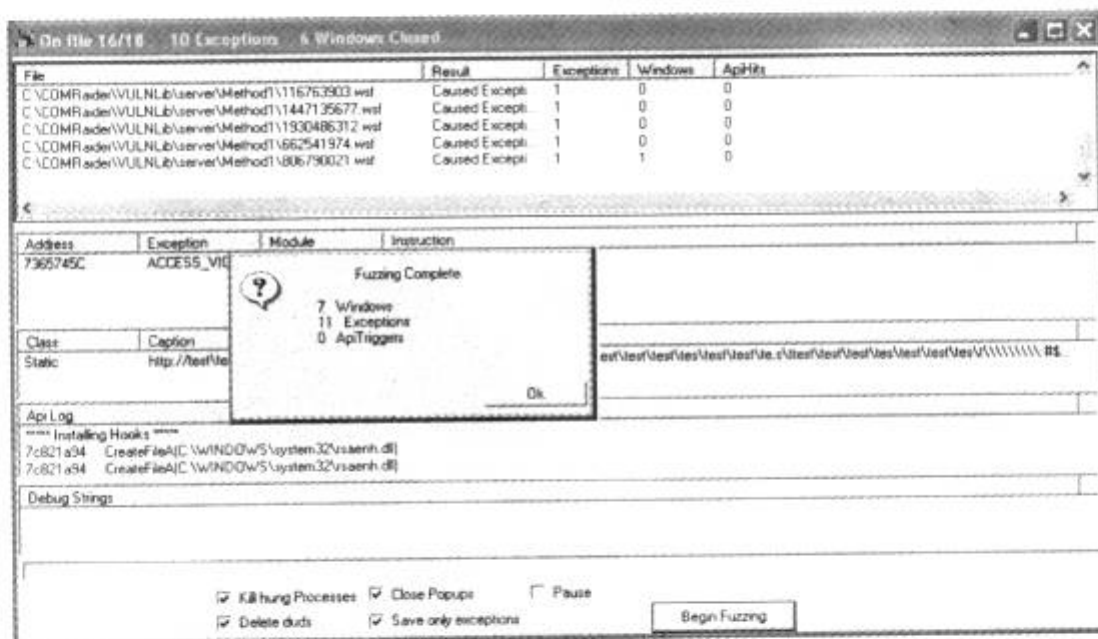 On file 16/18 10 Exceptions 6 Windows Closed
File Result Exceptions Windows ApiHits
C:\COMRaider\VULNLib\server\Method1\116763903.wsf Caused Excepti... 1 0 0
C:\COMRaider\VULNLib\server\Method1\1447135677.wsf Caused Excepti... 1 0 0
C:\COMRaider\VULNLib\server\Method1\1930486312.wsf Caused Excepti... 1 0 0
C:\COMRaider\VULNLib\server\Method1\662541974.wsf Caused Excepti... 1 0 0
C:\COMRaider\VULNLib\server\Method1\806790021.wsf Caused Excepti... 1 1 0
Address Exception Module Instruction
7365745C ACCESS_VIO
Fuzzing Complete
7 Windows
11 Exceptions
0 ApiTriggers
Ok
Class Caption
Static http://test\te
Api Log
***** Installing Hooks *****
7c821a94 CreateFileA(C:\WINDOWS\system32\rsaenh.dll)
7c821a94 CreateFileA(C:\WINDOWS\system32\rsaenh.dll)
Debug Strings
Kill hung Processes Close Popups Pause
Delete duds Save only exceptions Begin Fuzzing